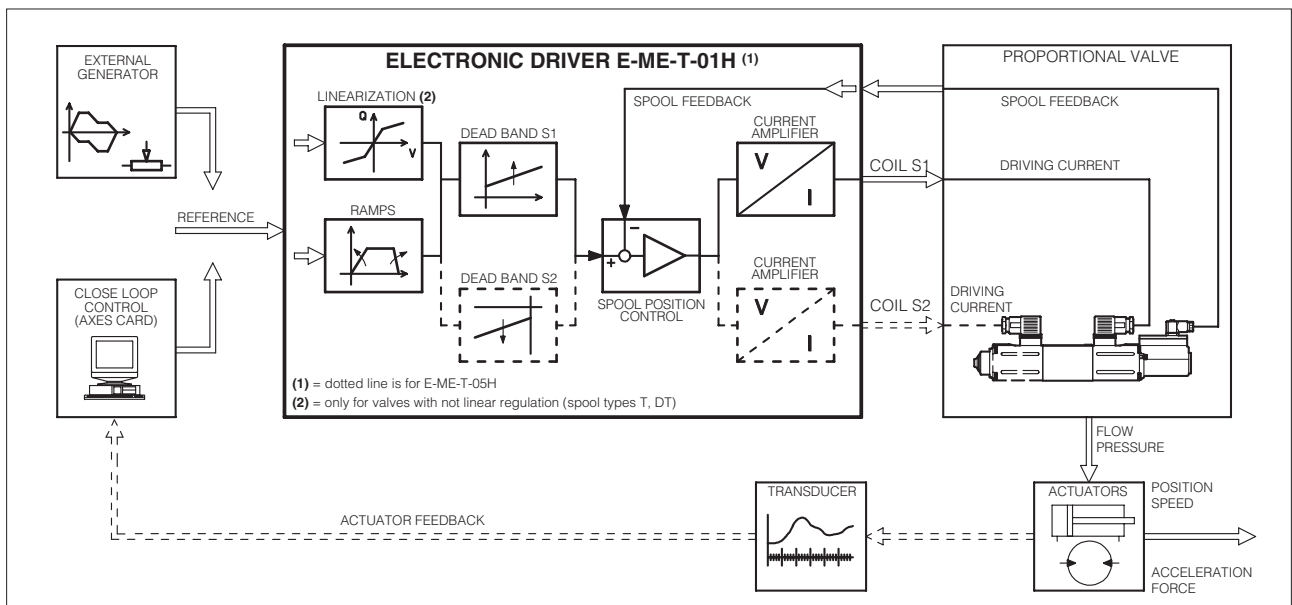 EXTERNAL
GENERATOR
REFERENCE
CLOSE LOOP
CONTROL
(AXES CARD)
ELECTRONIC DRIVER E-ME-T-01H (1)
LINEARIZATION (2)
Q
V
RAMPS
DEAD BAND S1
DEAD BAND S2
SPOOL FEEDBACK
+
−
SPOOL POSITION
CONTROL
CURRENT
AMPLIFIER
V
I
CURRENT
AMPLIFIER
V
I
(1) = dotted line is for E-ME-T-05H
(2) = only for valves with not linear regulation (spool types T, DT)
COIL S1
COIL S2
PROPORTIONAL VALVE
SPOOL FEEDBACK
DRIVING CURRENT
DRIVING
CURRENT
FLOW
PRESSURE
ACTUATORS
POSITION
SPEED
ACCELERATION
FORCE
TRANSDUCER
ACTUATOR FEEDBACK